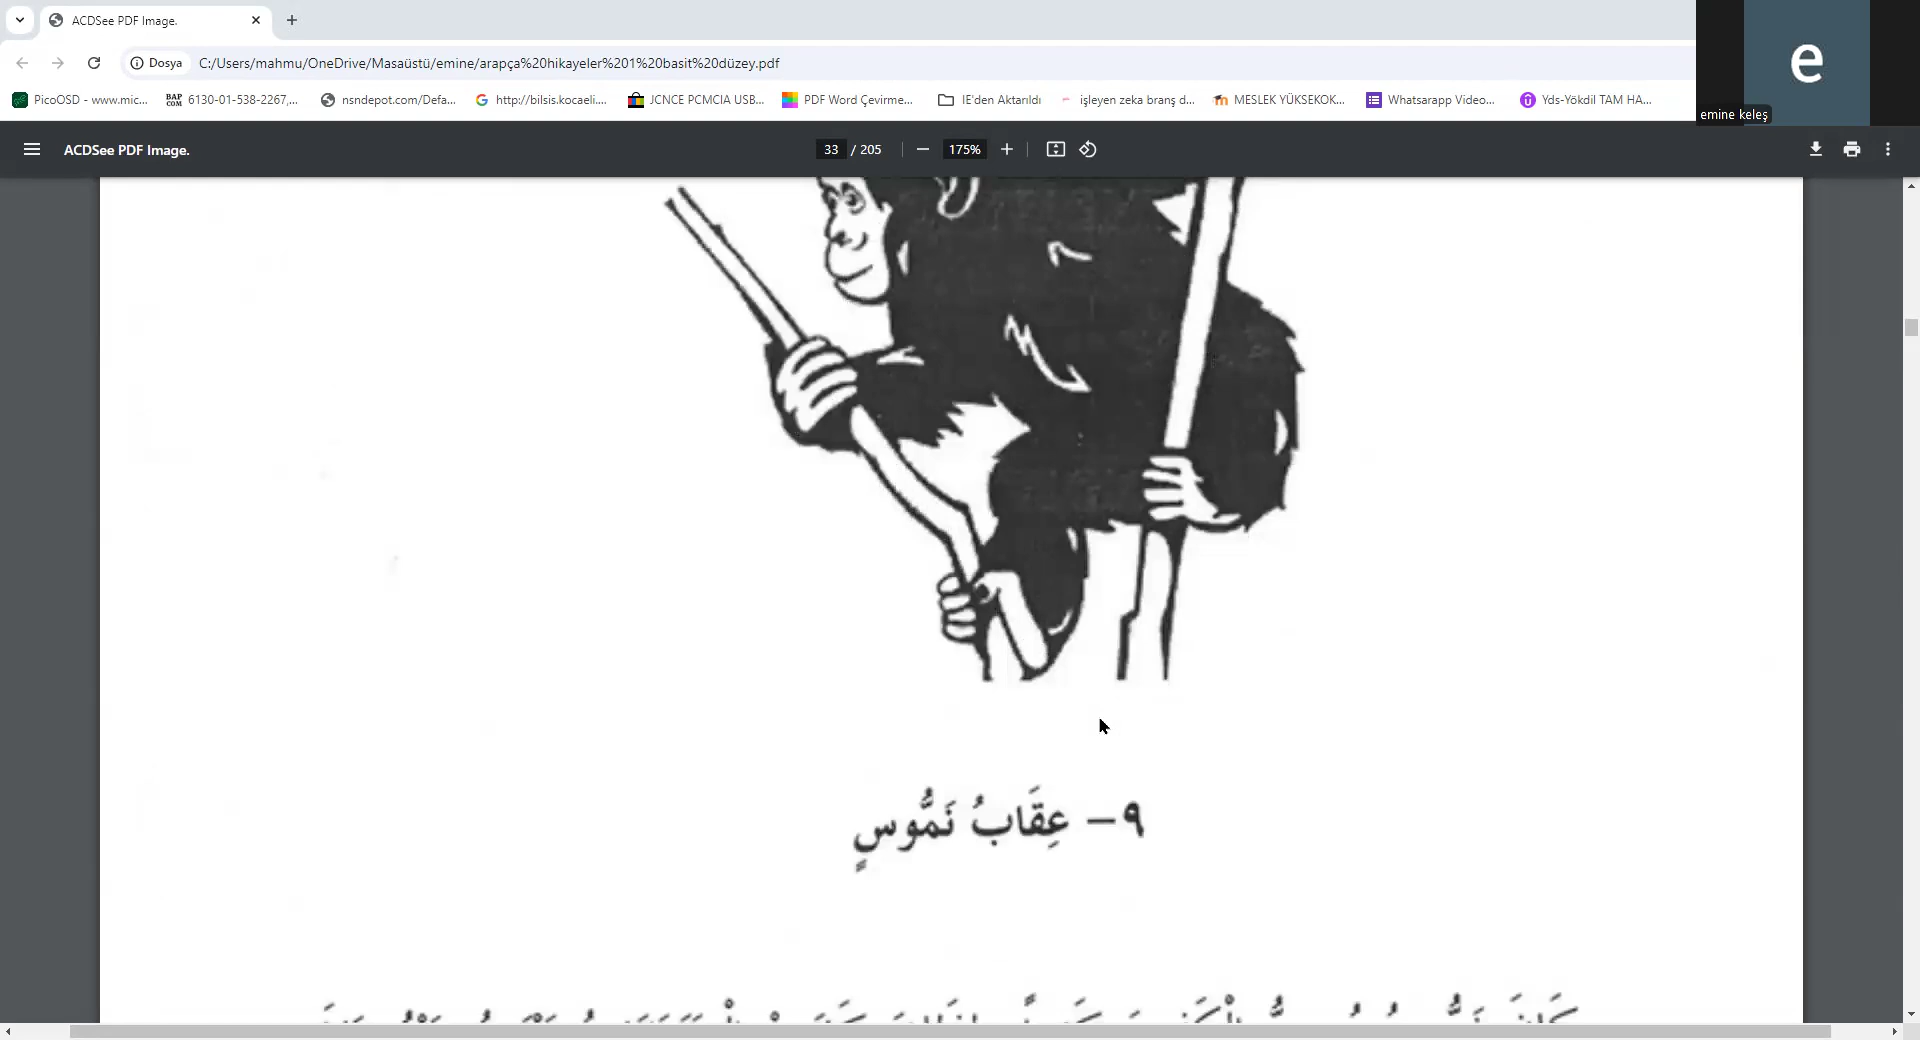 ACDSee PDF Image.
Dosya
C:/Users/mahmu/OneDrive/Masaüstü/emine/arapça%20hikayeler%201%20basit%20düzey.pdf
PicoOSD - www.mic...
BAP COM
6130-01-538-2267,...
nsndepot.com/Defa...
http://bilsis.kocaeli....
JCNCE PCMCIA USB...
PDF Word Çevirme...
IE'den Aktarıldı
işleyen zeka branş d...
MESLEK YÜKSEKOK...
Whatsarapp Video...
Yds-Yökdil TAM HA...
e
emine keleş
ACDSee PDF Image.
33 / 205
175%
٩- عِقَابُ نَمُّوسٍ